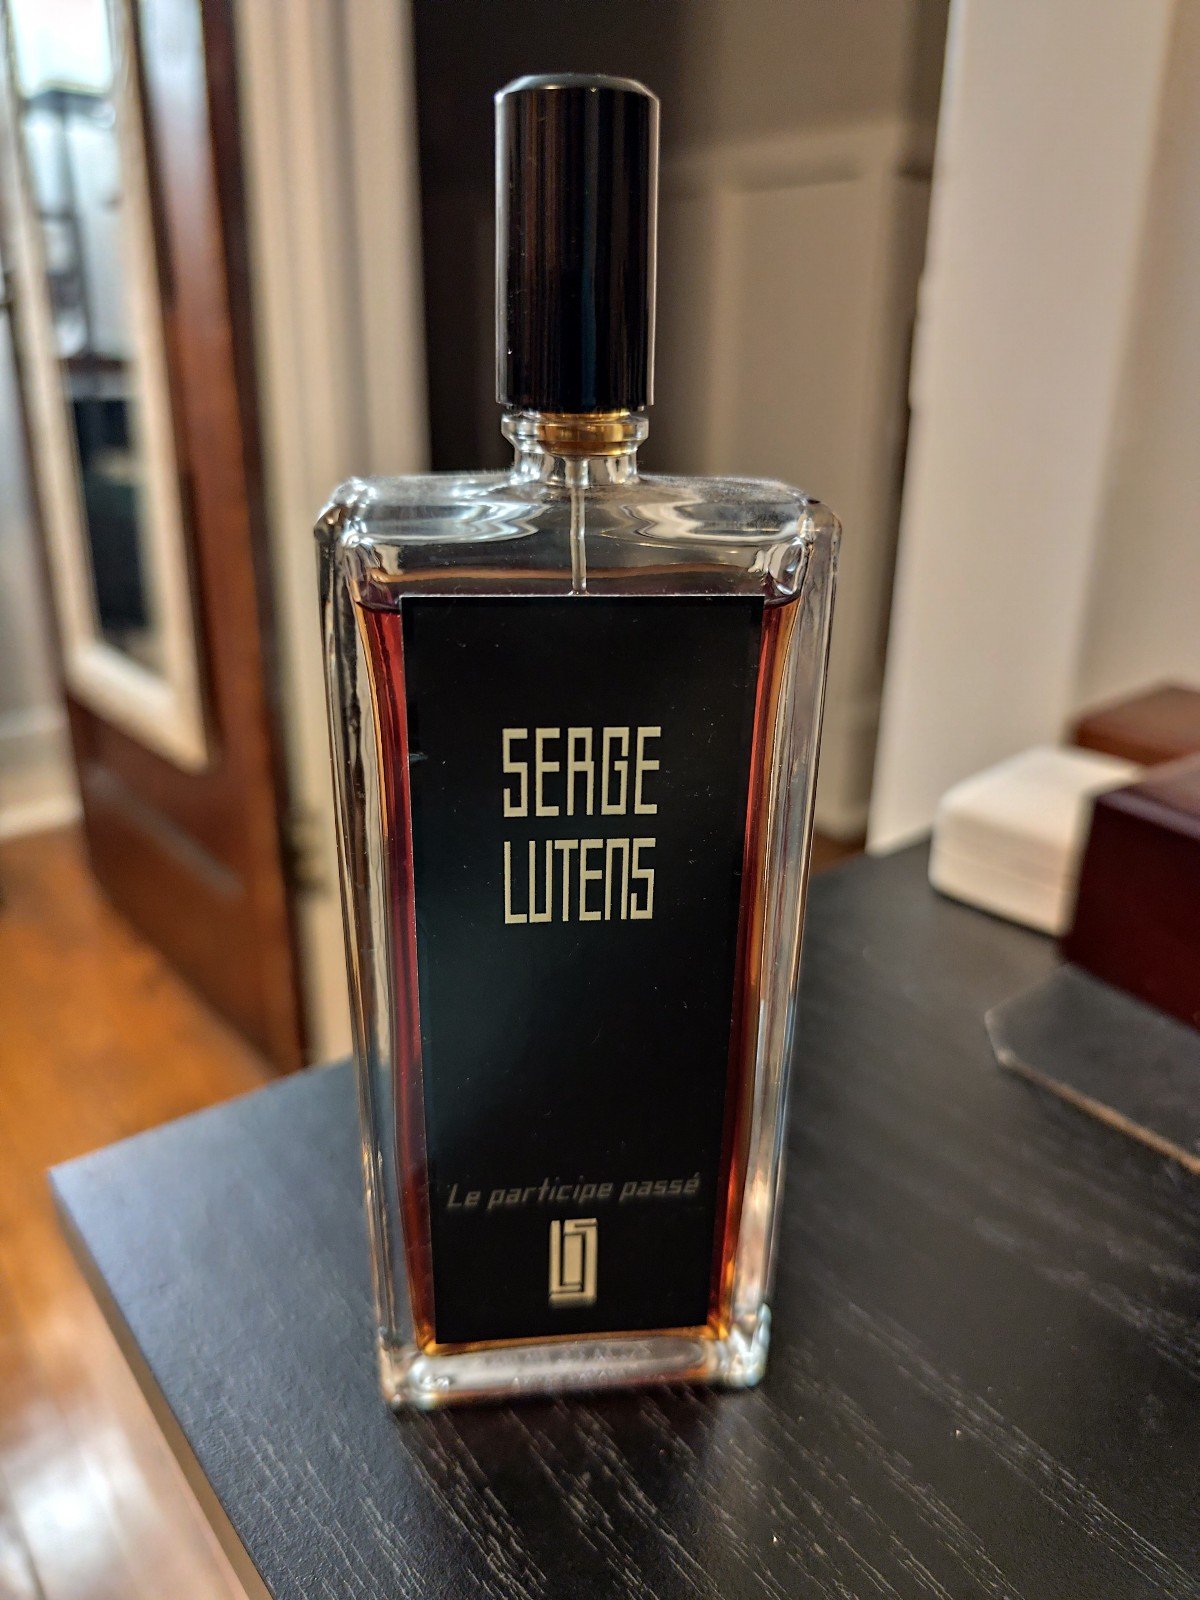 SERGE
LUTENS
Le participe passé